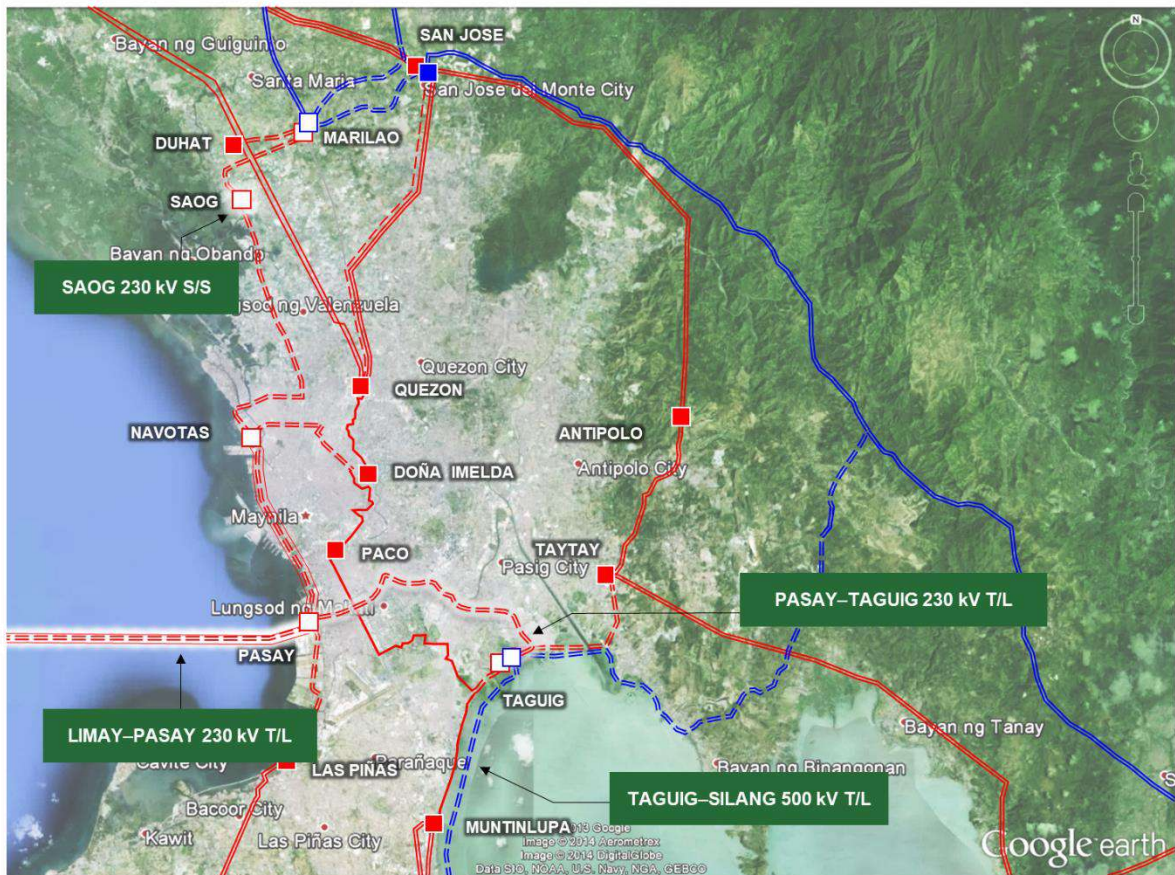 SAN JOSE
Bayan ng Guiguinto
Santa Maria
San Jose del Monte City
MARILAO
DUHAT
SAOG
Bayan ng Obando
SAOG 230 kV S/S
ng Valenzuela
Quezon City
QUEZON
NAVOTAS
ANTIPOLO
DOÑA IMELDA
Antipolo City
Maynila
PACO
TAYTAY
Pasig City
PASAY–TAGUIG 230 kV T/L
Lungsod ng
PASAY
TAGUIG
LIMAY–PASAY 230 kV T/L
Bayan ng Tanay
Cavite City
LAS PIÑAS
Parañaque
Bayan ng Binangonan
TAGUIG–SILANG 500 kV T/L
Bacoor City
Kawit
Las Piñas City
MUNTINLUPA
Google
Image © 2014 Aerometrex
Image © 2014 DigitalGlobe
Data SIO, NOAA, U.S. Navy, NGA, GEBCO
Google earth
N